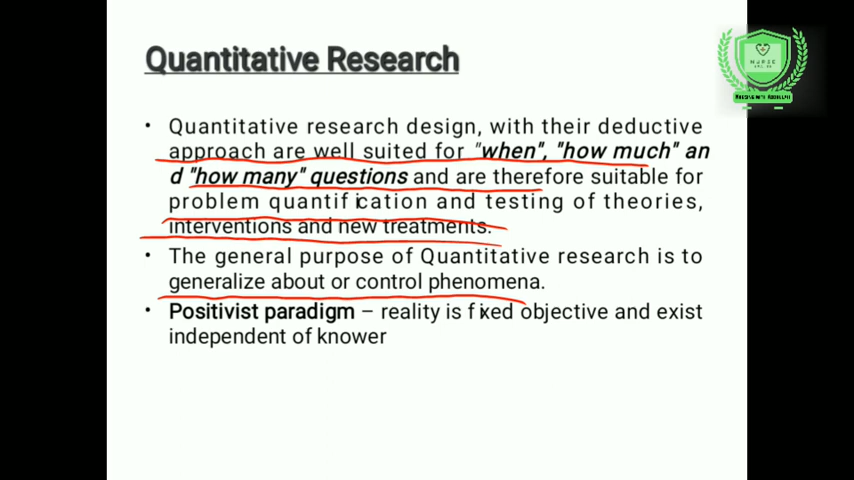 Quantitative Research
• Quantitative research design, with their deductive
approach are well suited for "when", "how much" an
d "how many" questions and are therefore suitable for
problem quantification and testing of theories,
interventions and new treatments.
• The general purpose of Quantitative research is to
generalize about or control phenomena.
• Positivist paradigm – reality is fixed objective and exist
independent of knower
NURSE